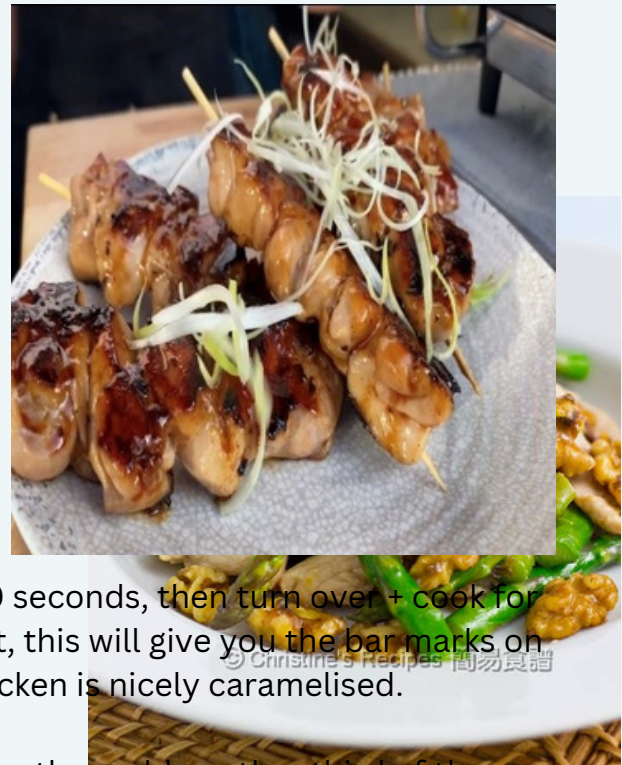 seconds, then turn over + cook for
this will give you the bar marks on
© Christine's Recipes 簡易食譜
is nicely caramelised.